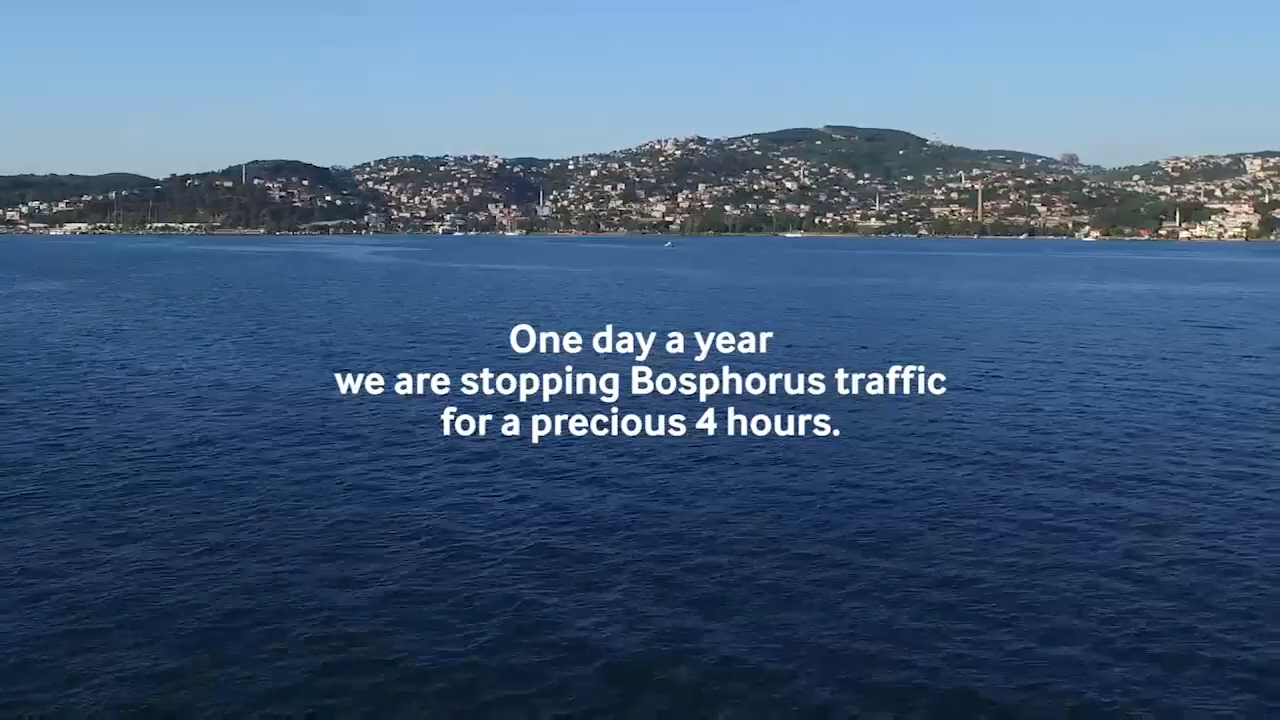 One day a year
we are stopping Bosphorus traffic
for a precious 4 hours.